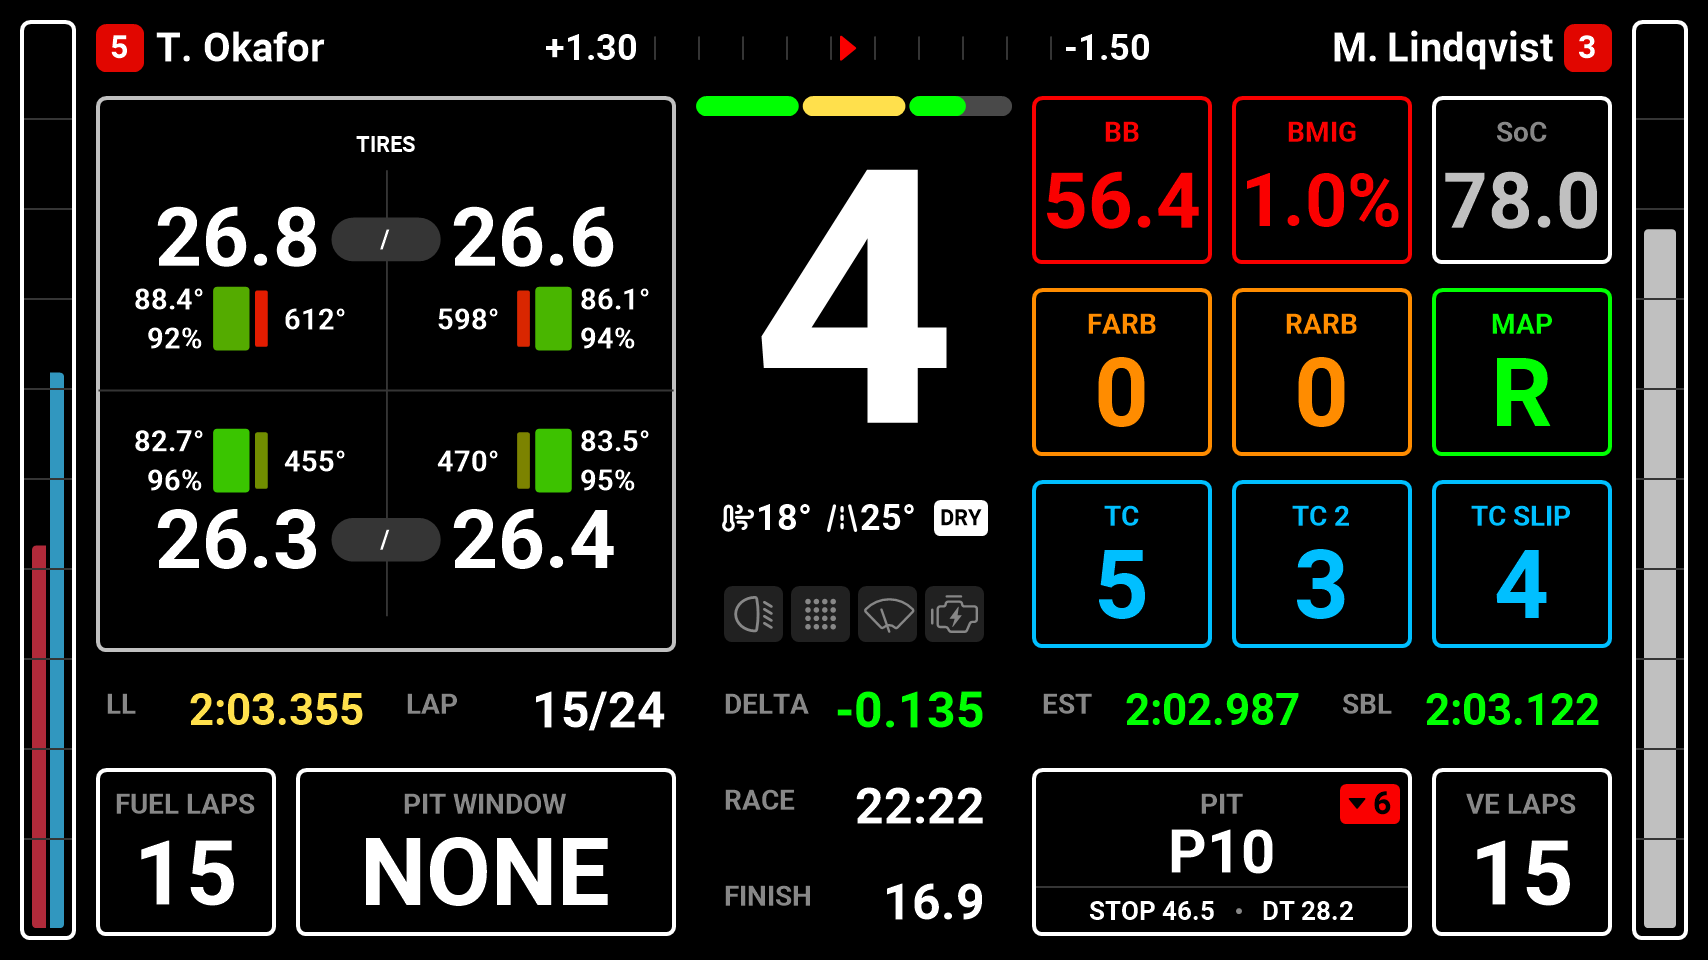 5 T. Okafor +1.30 -1.50 M. Lindqvist 3
TIRES
26.8 / 26.6
88.4° 612° 598° 86.1°
92% 94%
82.7° 455° 470° 83.5°
96% 95%
26.3 / 26.4
4
18° 25° DRY
BB BMIG SoC
56.4 1.0% 78.0
FARB RARB MAP
0 0 R
TC TC 2 TC SLIP
5 3 4
LL 2:03.355 LAP 15/24 DELTA -0.135 EST 2:02.987 SBL 2:03.122
FUEL LAPS
15
PIT WINDOW
NONE
RACE 22:22
FINISH 16.9
PIT 6
P10
STOP 46.5 • DT 28.2
VE LAPS
15